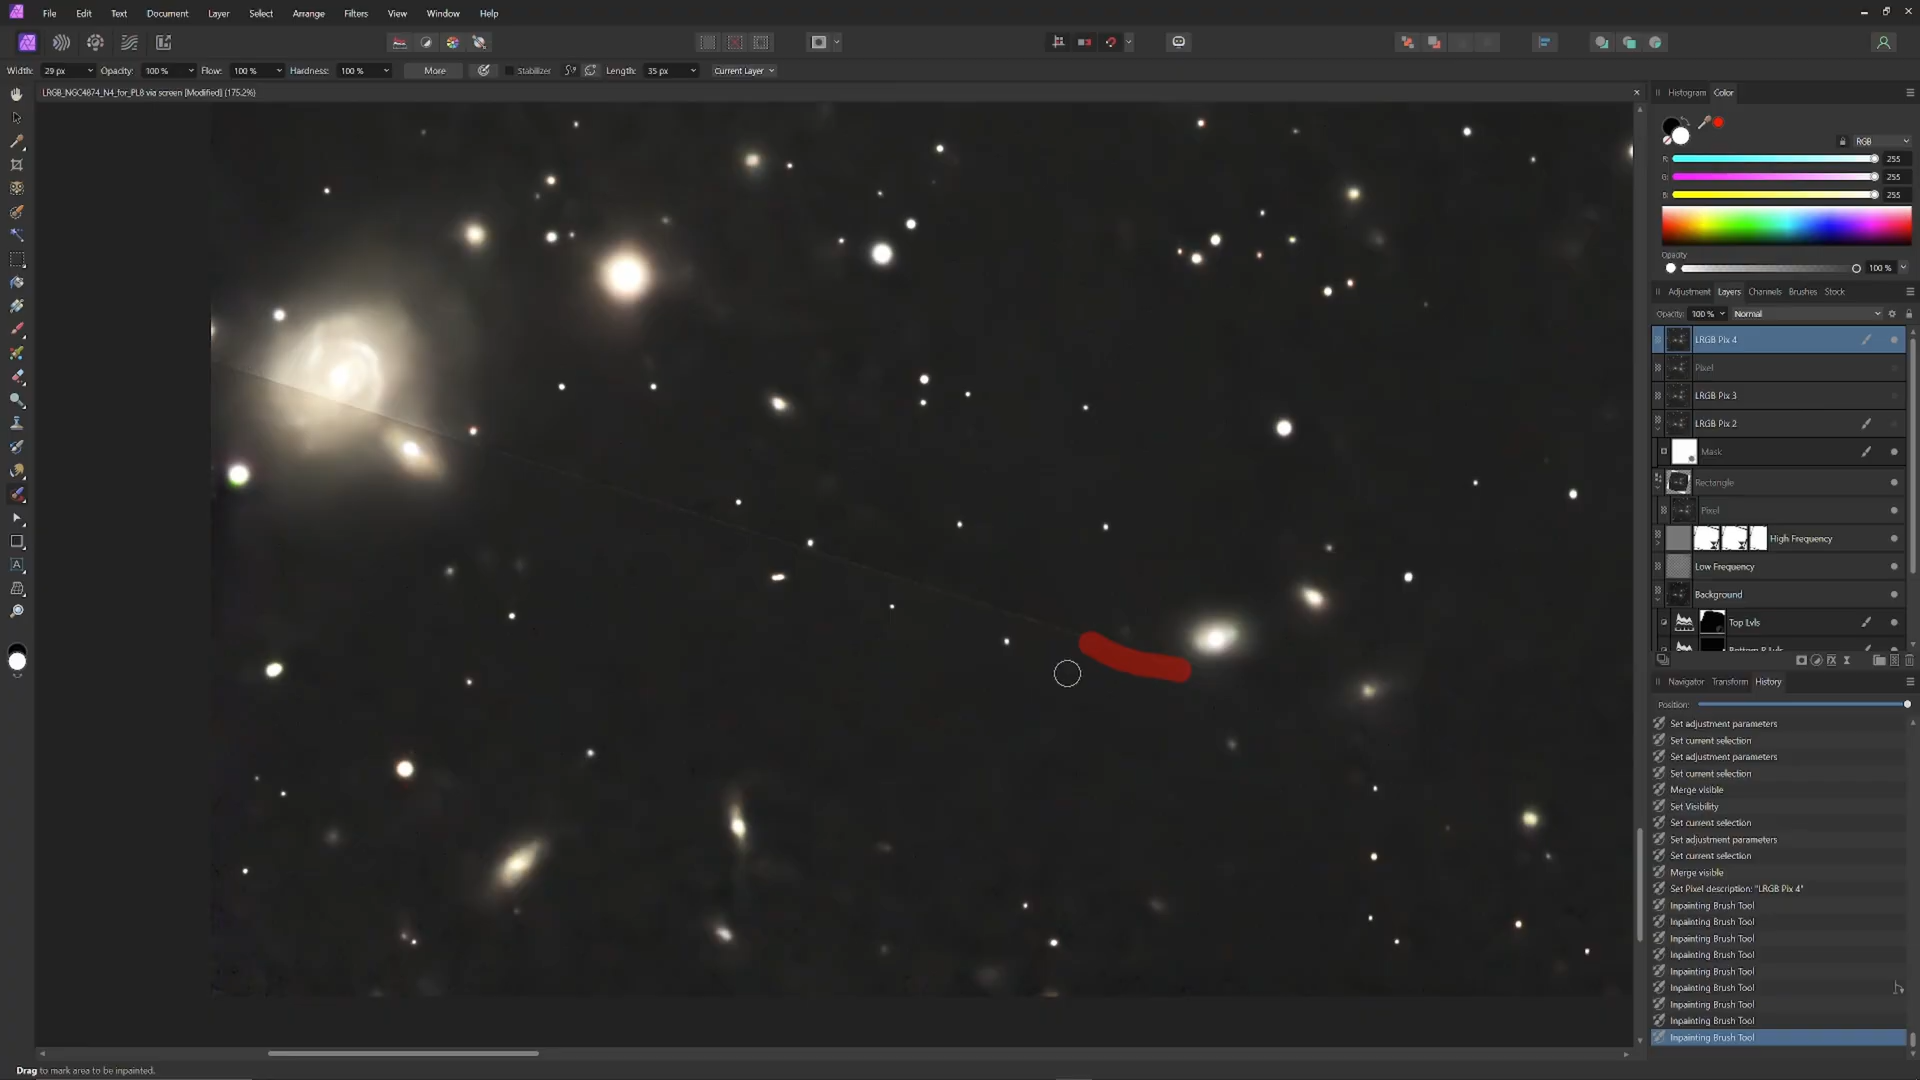 File Edit Text Document Layer Select Arrange Filters View Window Help
Width: 29 px Opacity: 100 % Flow: 100 % Hardness: 100 % More Stabilizer Length: 35 px Current Layer
LRGB_NGC4874_N4_for_PL8 via screen [Modified] (175.2%)
Histogram Color
RGB
R: 255
G: 255
B: 255
Opacity
100 %
Adjustment Layers Channels Brushes Stock
Opacity: 100 % Normal
LRGB Pix 4
Pixel
LRGB Pix 3
LRGB Pix 2
Mask
Rectangle
Pixel
High Frequency
Low Frequency
Background
Top Lvls
Bottom R Lvls
Navigator Transform History
Position:
Set adjustment parameters
Set current selection
Set adjustment parameters
Set current selection
Merge visible
Set Visibility
Set current selection
Set adjustment parameters
Set current selection
Merge visible
Set Pixel description: "LRGB Pix 4"
Inpainting Brush Tool
Inpainting Brush Tool
Inpainting Brush Tool
Inpainting Brush Tool
Inpainting Brush Tool
Inpainting Brush Tool
Inpainting Brush Tool
Inpainting Brush Tool
Inpainting Brush Tool
Drag to mark area to be inpainted.